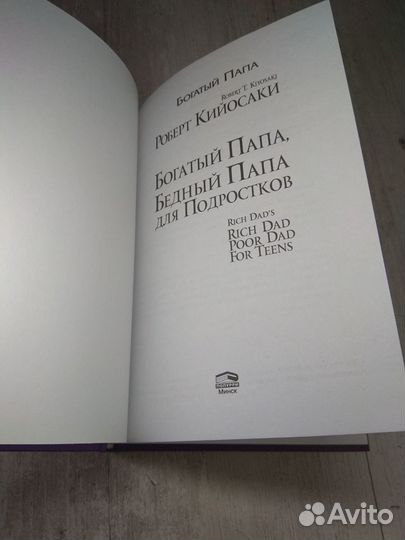 Богатый Папа
Robert T. Kiyosaki
Роберт Кийосаки
Богатый Папа,
Бедный Папа
для Подростков
Rich Dad's
Rich Dad
Poor Dad
For Teens
ПОПУРРИ
Минск
Avito